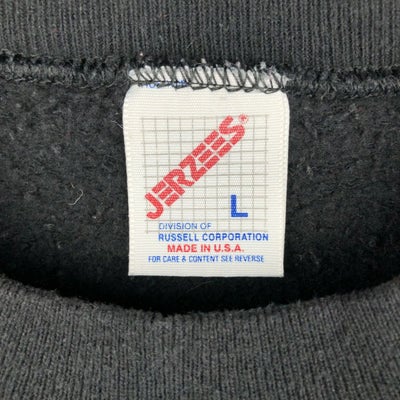 JERZEES®
L
DIVISION OF
RUSSELL CORPORATION
MADE IN U.S.A.
FOR CARE & CONTENT SEE REVERSE